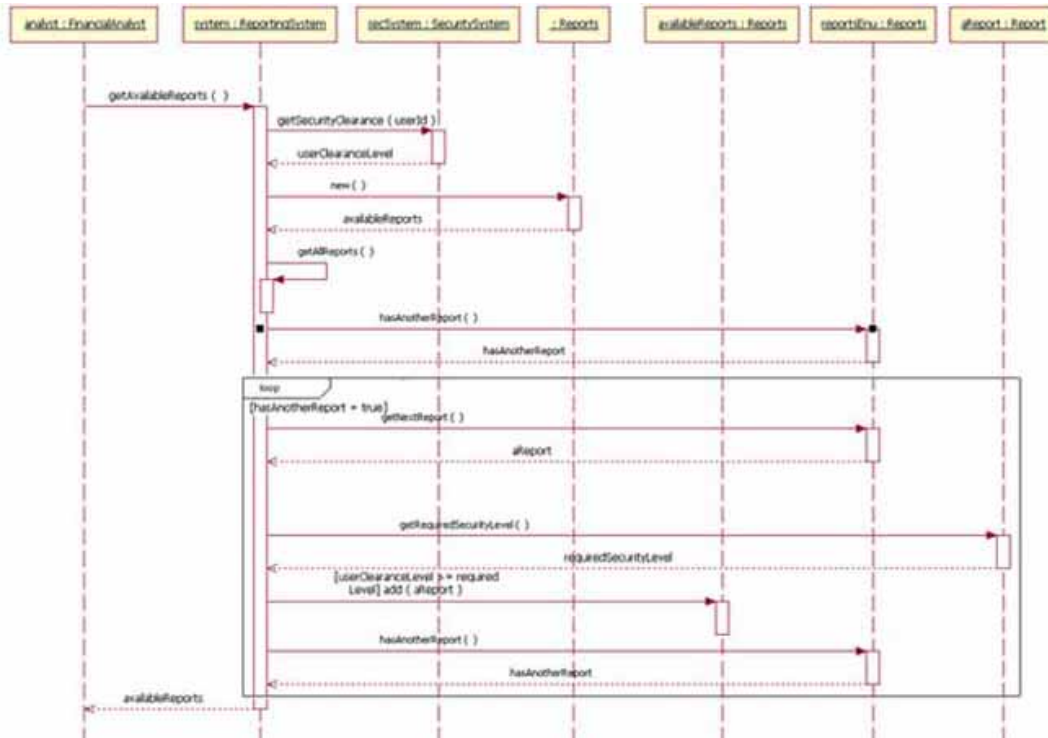 analyst : FinancialAnalyst
system : ReportingSystem
secSystem : SecuritySystem
: Reports
availableReports : Reports
reportsEnu : Reports
aReport : Report
getAvailableReports ( )
getSecurityClearance ( userId )
userClearanceLevel
new ( )
availableReports
getAllReports ( )
hasAnotherReport ( )
hasAnotherReport
loop
[hasAnotherReport = true]
getNextReport ( )
aReport
getRequiredSecurityLevel ( )
requiredSecurityLevel
[userClearanceLevel >= required
Level] add ( aReport )
hasAnotherReport ( )
hasAnotherReport
availableReports